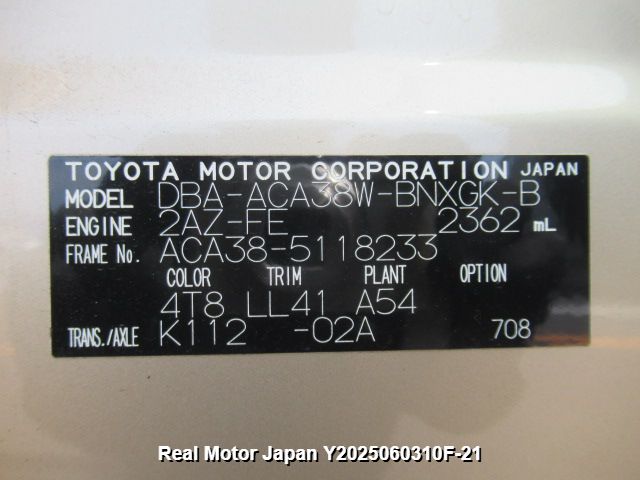 TOYOTA MOTOR CORPORATION JAPAN
MODEL DBA-ACA38W-BNXGK-B
ENGINE 2AZ-FE 2362 mL
FRAME No. ACA38-5118233
COLOR TRIM PLANT OPTION
4T8 LL41 A54
TRANS./AXLE K112 -02A 708
Real Motor Japan Y2025060310F-21